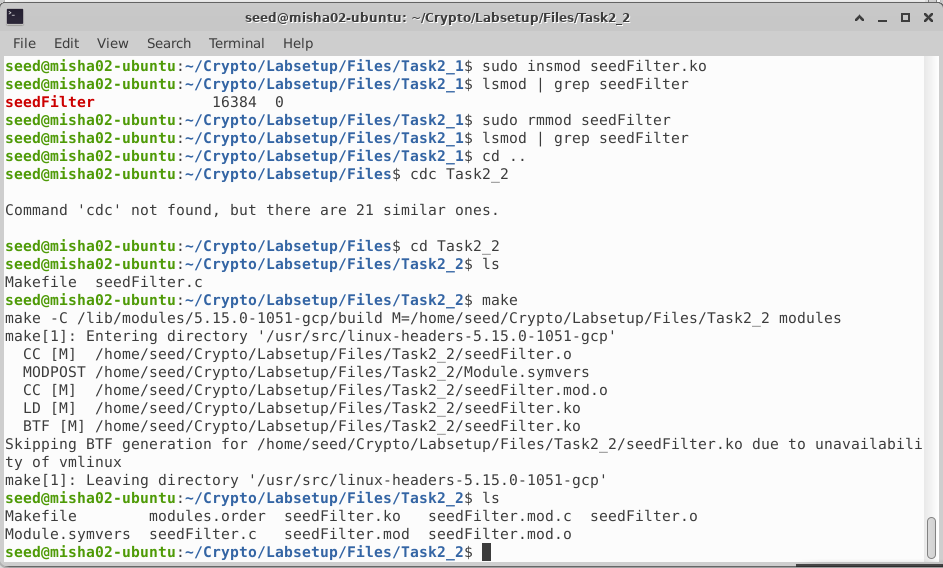 seed@misha02-ubuntu: ~/Crypto/Labsetup/Files/Task2_2
File Edit View Search Terminal Help
seed@misha02-ubuntu:~/Crypto/Labsetup/Files/Task2_1$ sudo insmod seedFilter.ko
seed@misha02-ubuntu:~/Crypto/Labsetup/Files/Task2_1$ lsmod | grep seedFilter
seedFilter             16384  0
seed@misha02-ubuntu:~/Crypto/Labsetup/Files/Task2_1$ sudo rmmod seedFilter
seed@misha02-ubuntu:~/Crypto/Labsetup/Files/Task2_1$ lsmod | grep seedFilter
seed@misha02-ubuntu:~/Crypto/Labsetup/Files/Task2_1$ cd ..
seed@misha02-ubuntu:~/Crypto/Labsetup/Files$ cdc Task2_2
Command 'cdc' not found, but there are 21 similar ones.
seed@misha02-ubuntu:~/Crypto/Labsetup/Files$ cd Task2_2
seed@misha02-ubuntu:~/Crypto/Labsetup/Files/Task2_2$ ls
Makefile  seedFilter.c
seed@misha02-ubuntu:~/Crypto/Labsetup/Files/Task2_2$ make
make -C /lib/modules/5.15.0-1051-gcp/build M=/home/seed/Crypto/Labsetup/Files/Task2_2 modules
make[1]: Entering directory '/usr/src/linux-headers-5.15.0-1051-gcp'
  CC [M]  /home/seed/Crypto/Labsetup/Files/Task2_2/seedFilter.o
  MODPOST /home/seed/Crypto/Labsetup/Files/Task2_2/Module.symvers
  CC [M]  /home/seed/Crypto/Labsetup/Files/Task2_2/seedFilter.mod.o
  LD [M]  /home/seed/Crypto/Labsetup/Files/Task2_2/seedFilter.ko
  BTF [M] /home/seed/Crypto/Labsetup/Files/Task2_2/seedFilter.ko
Skipping BTF generation for /home/seed/Crypto/Labsetup/Files/Task2_2/seedFilter.ko due to unavailabili
ty of vmlinux
make[1]: Leaving directory '/usr/src/linux-headers-5.15.0-1051-gcp'
seed@misha02-ubuntu:~/Crypto/Labsetup/Files/Task2_2$ ls
Makefile        modules.order  seedFilter.ko   seedFilter.mod.c  seedFilter.o
Module.symvers  seedFilter.c   seedFilter.mod  seedFilter.mod.o
seed@misha02-ubuntu:~/Crypto/Labsetup/Files/Task2_2$